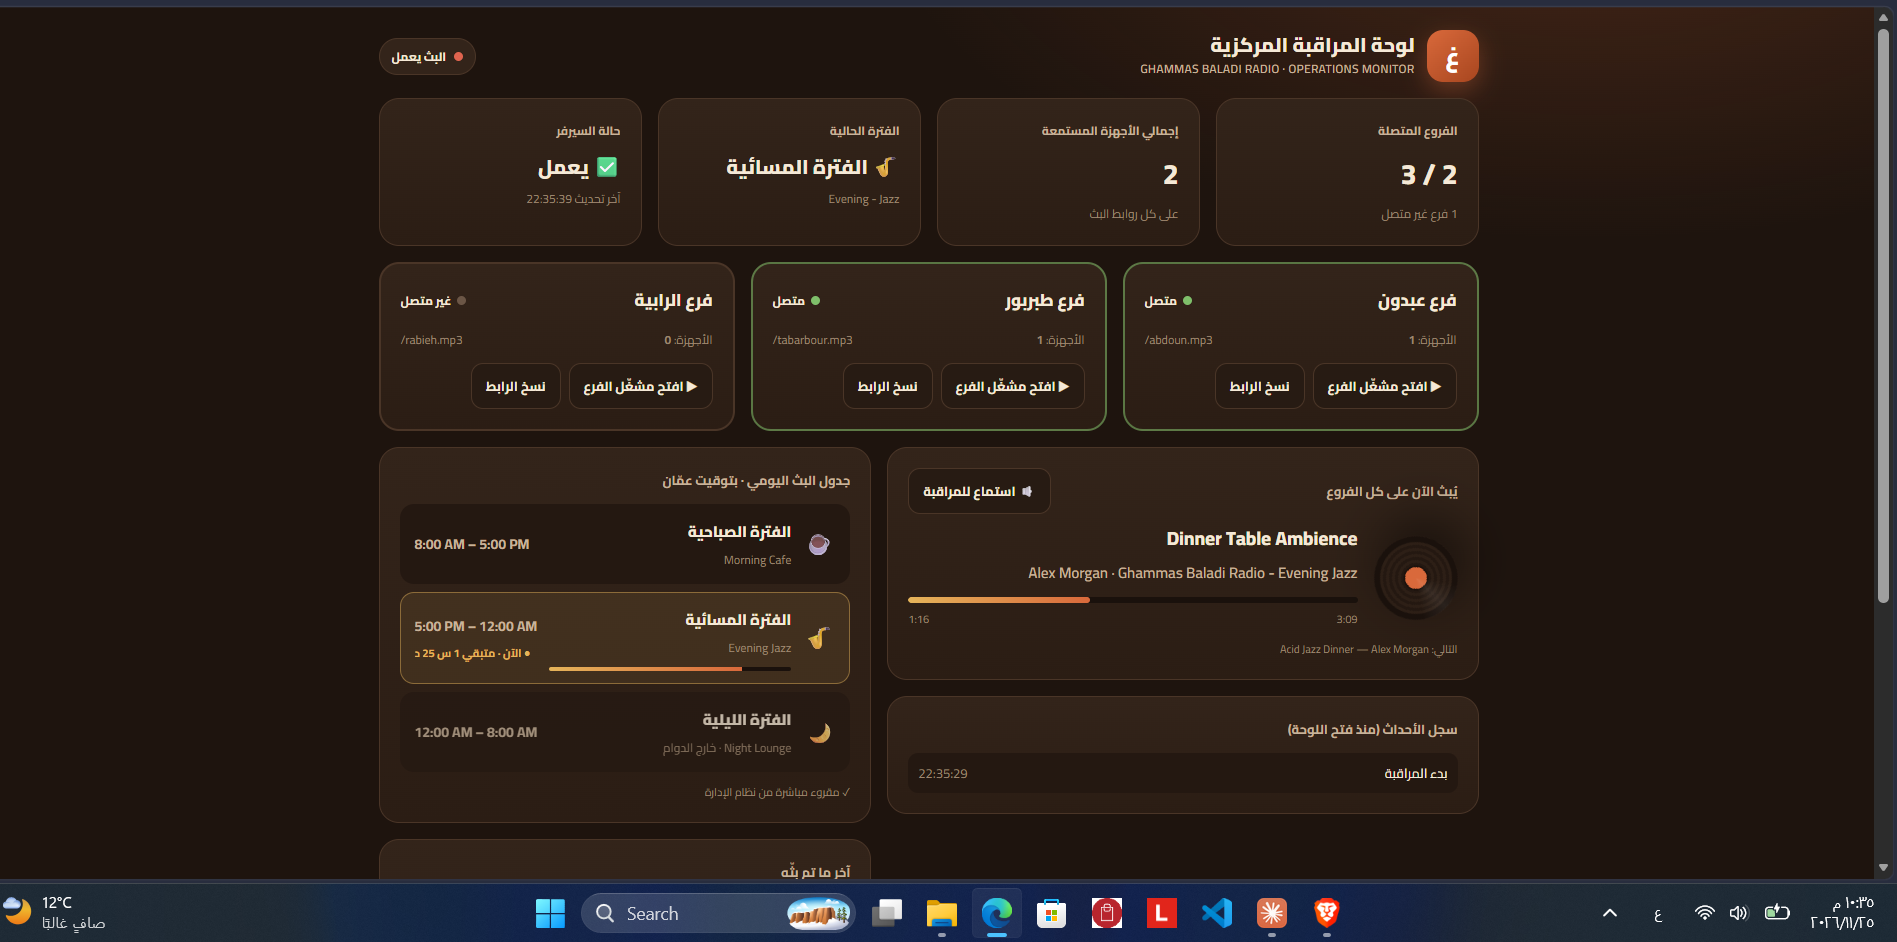 غ
لوحة المراقبة المركزية
GHAMMAS BALADI RADIO · OPERATIONS MONITOR
البث يعمل
الفروع المتصلة
3 / 2
1 فرع غير متصل
إجمالي الأجهزة المستمعة
2
على كل روابط البث
الفترة الحالية
الفترة المسائية
Evening - Jazz
حالة السيرفر
يعمل
آخر تحديث 22:35:39
فرع عبدون
متصل
الأجهزة: 1
/abdoun.mp3
افتح مشغّل الفرع
نسخ الرابط
فرع طبربور
متصل
الأجهزة: 1
/tabarbour.mp3
افتح مشغّل الفرع
نسخ الرابط
فرع الرابية
غير متصل
الأجهزة: 0
/rabieh.mp3
افتح مشغّل الفرع
نسخ الرابط
يُبث الآن على كل الفروع
استماع للمراقبة
Dinner Table Ambience
Alex Morgan · Ghammas Baladi Radio - Evening Jazz
1:16
3:09
التالي: Acid Jazz Dinner — Alex Morgan
سجل الأحداث (منذ فتح اللوحة)
بدء المراقبة
22:35:29
جدول البث اليومي · بتوقيت عمّان
الفترة الصباحية
Morning Cafe
8:00 AM – 5:00 PM
الفترة المسائية
Evening Jazz
5:00 PM – 12:00 AM
● الآن · متبقي 1 س 25 د
الفترة الليلية
Night Lounge · خارج الدوام
12:00 AM – 8:00 AM
✓ مقروء مباشرة من نظام الإدارة
آخر ما تم بثّه
12°C
صافٍ غالبًا
Search
L
ع
١٠:٣٥ م
٢٠٢٦/١١/٢٥